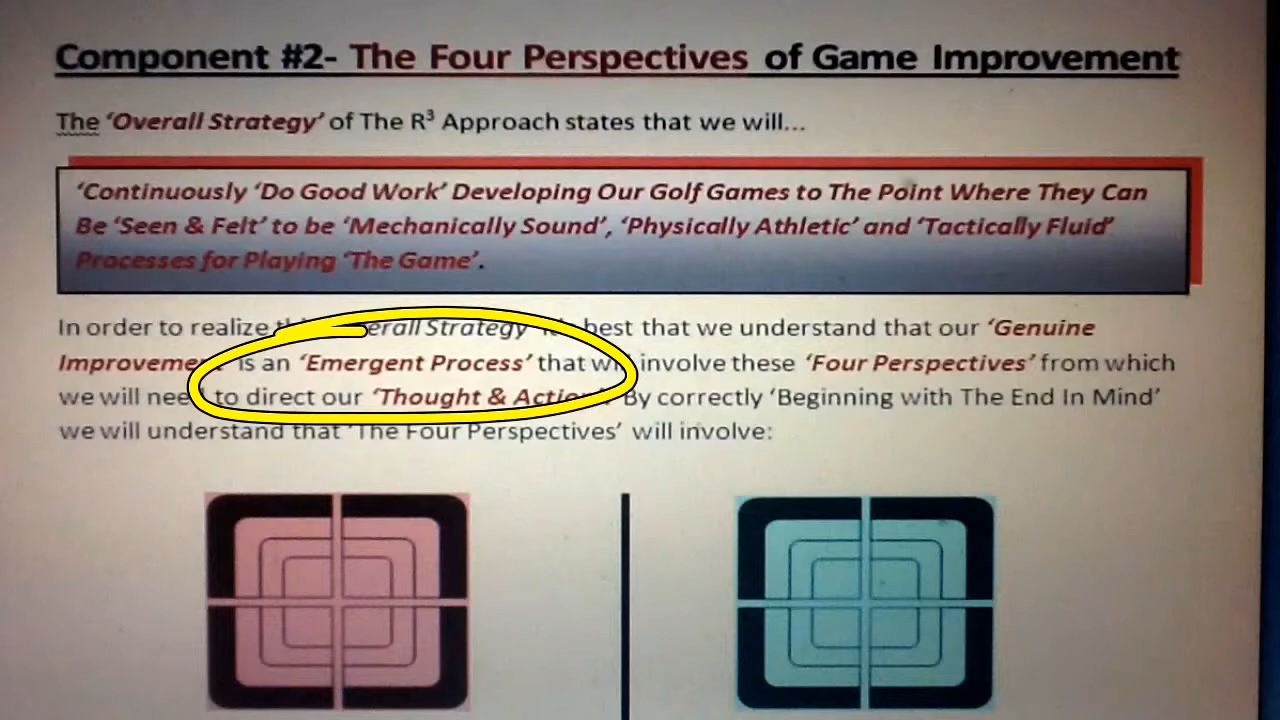 Component #2- The Four Perspectives of Game Improvement
The 'Overall Strategy' of The R³ Approach states that we will...
'Continuously 'Do Good Work' Developing Our Golf Games to The Point Where They Can
Be 'Seen & Felt' to be 'Mechanically Sound', 'Physically Athletic' and 'Tactically Fluid'
Processes for Playing 'The Game'.
In order to realize Strategy best that we understand that our 'Genuine
is an 'Emergent Process' that involve these 'Four Perspectives' from which
we will need to direct our 'Thought & By correctly 'Beginning with The End In Mind'
we will understand that 'The Four Perspectives' will involve: